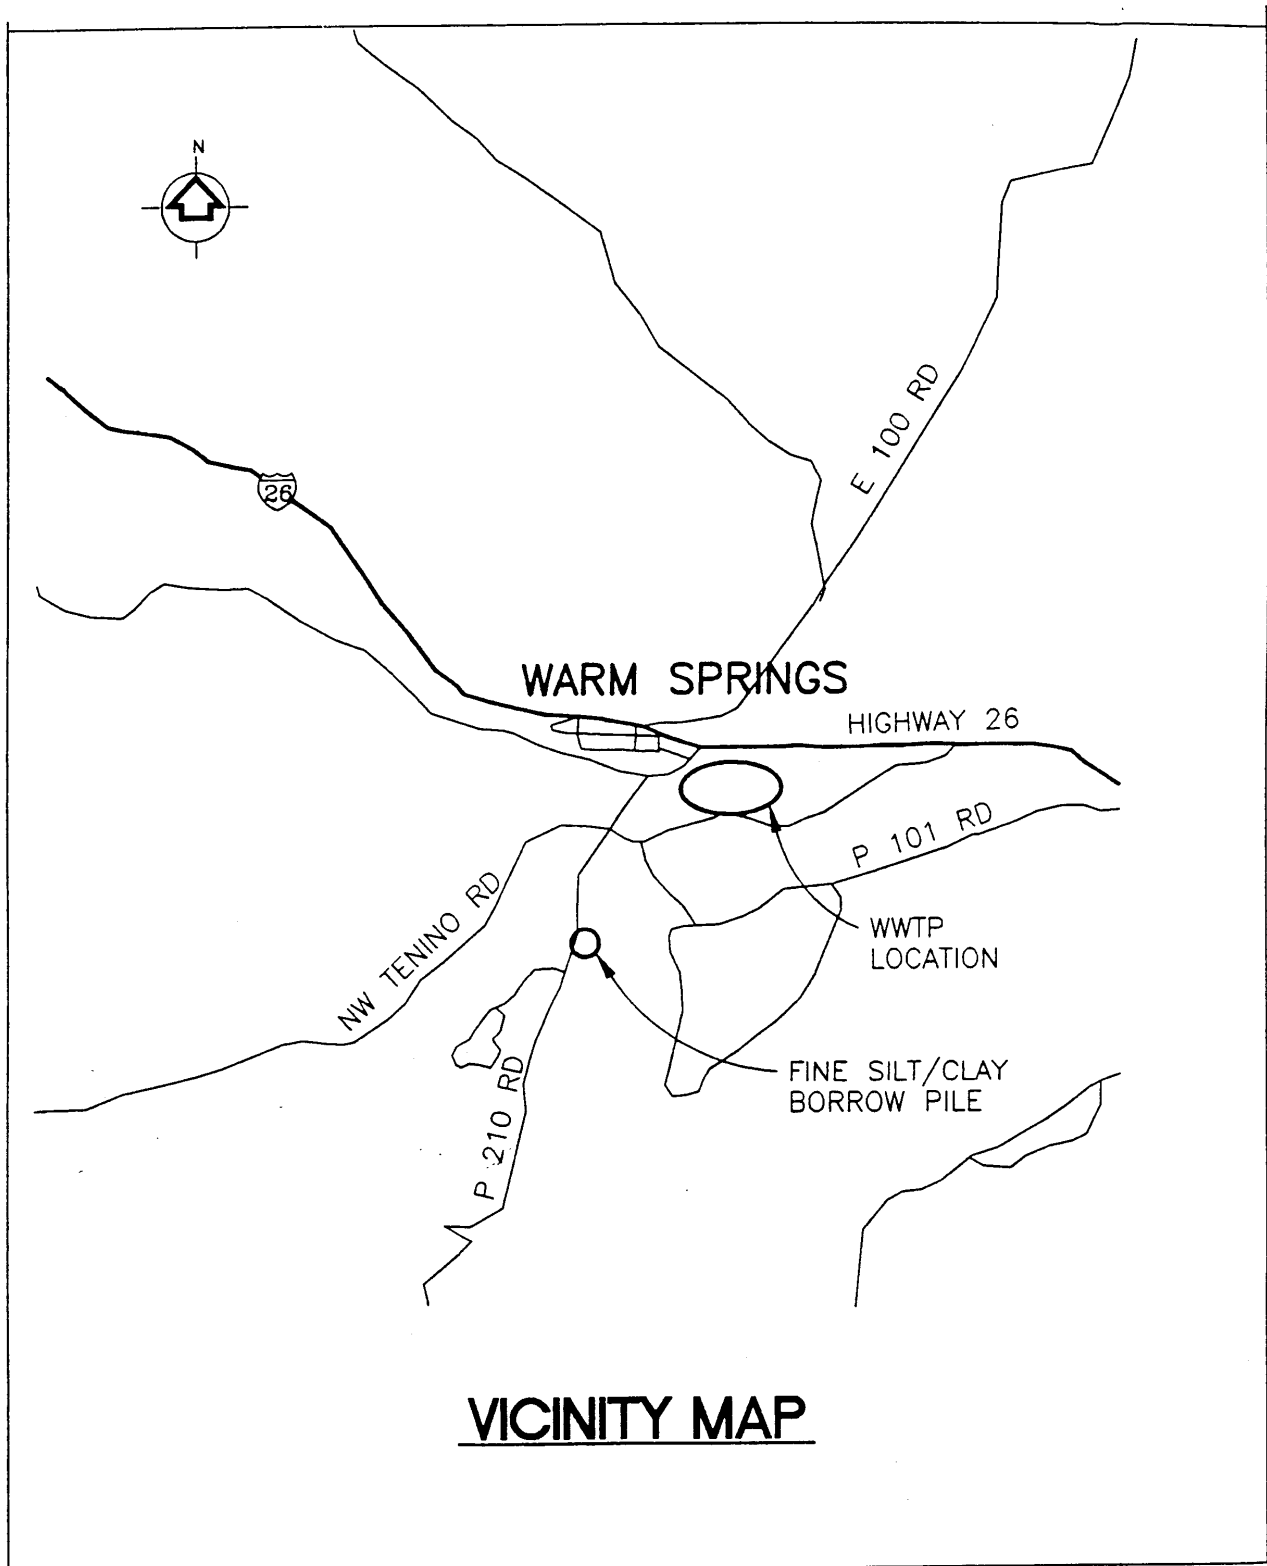 N
E 100 RD
26
WARM SPRINGS
HIGHWAY 26
P 101 RD
NW TENINO RD
WWTP
LOCATION
FINE SILT/CLAY
BORROW PILE
P 210 RD
VICINITY MAP